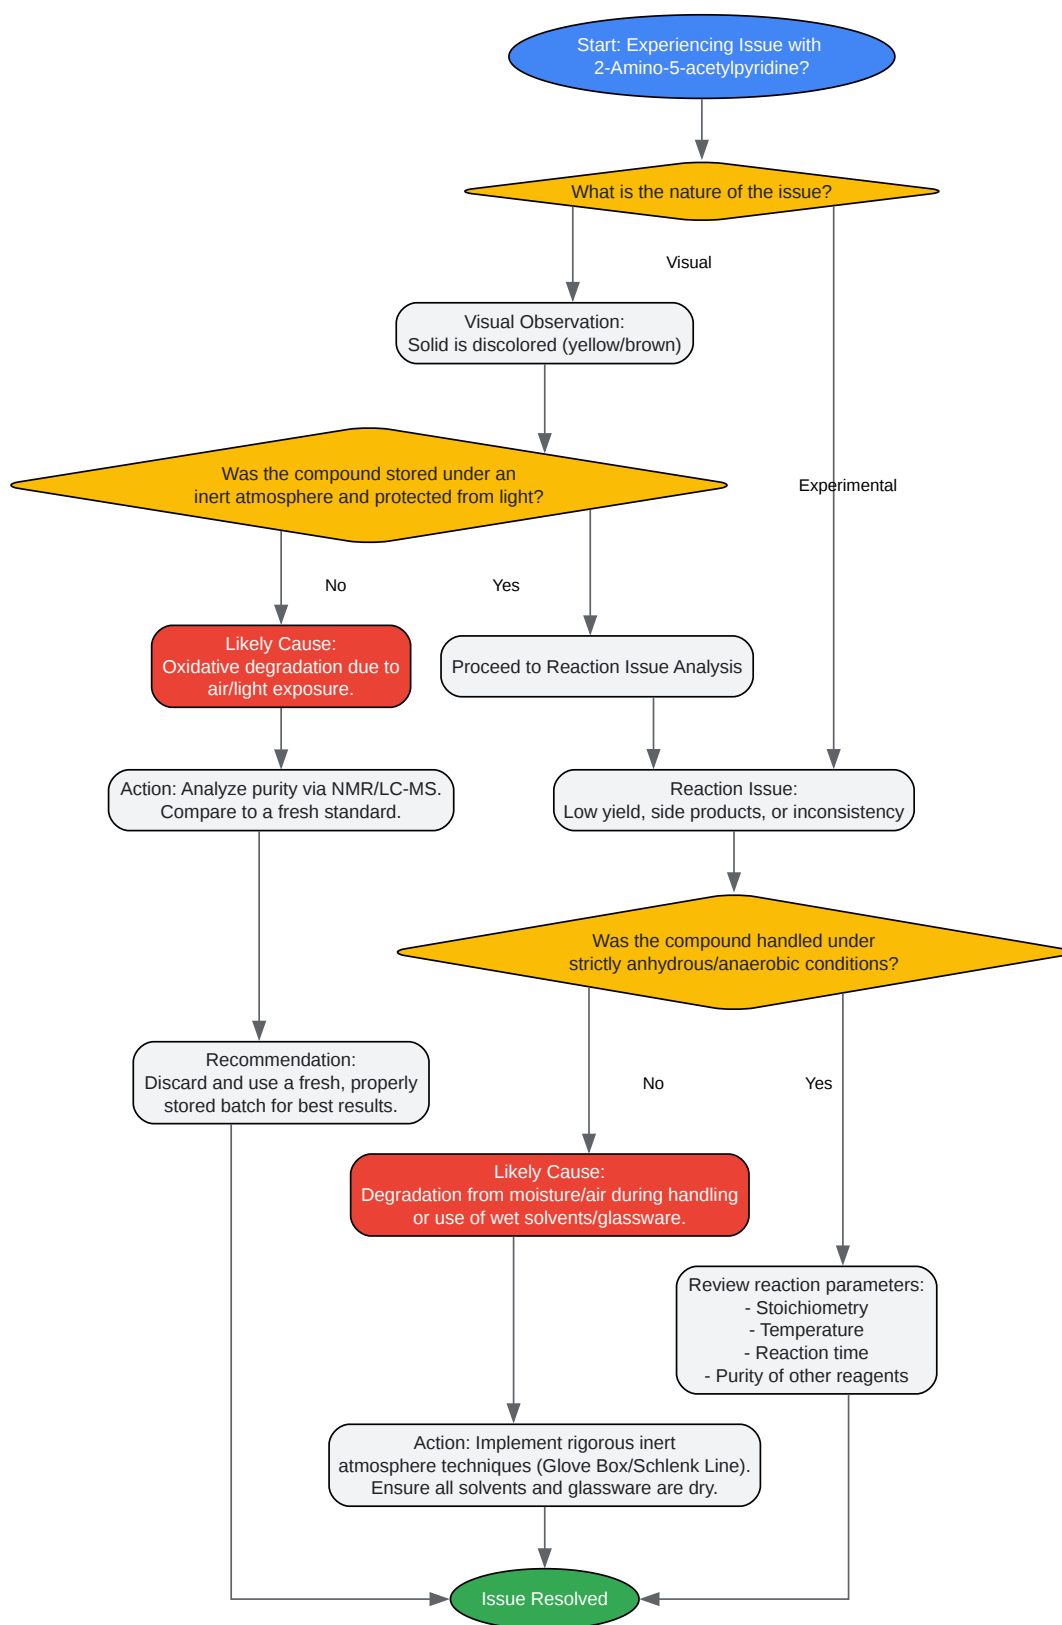 Start: Experiencing Issue with
2-Amino-5-acetylpyridine?
What is the nature of the issue?
Visual
Visual Observation:
Solid is discolored (yellow/brown)
Was the compound stored under an
inert atmosphere and protected from light?
Experimental
No
Yes
Likely Cause:
Oxidative degradation due to
air/light exposure.
Proceed to Reaction Issue Analysis
Action: Analyze purity via NMR/LC-MS.
Compare to a fresh standard.
Reaction Issue:
Low yield, side products, or inconsistency
Was the compound handled under
strictly anhydrous/anaerobic conditions?
Recommendation:
Discard and use a fresh, properly
stored batch for best results.
No
Yes
Likely Cause:
Degradation from moisture/air during handling
or use of wet solvents/glassware.
Review reaction parameters:
- Stoichiometry
- Temperature
- Reaction time
- Purity of other reagents
Action: Implement rigorous inert
atmosphere techniques (Glove Box/Schlenk Line).
Ensure all solvents and glassware are dry.
Issue Resolved